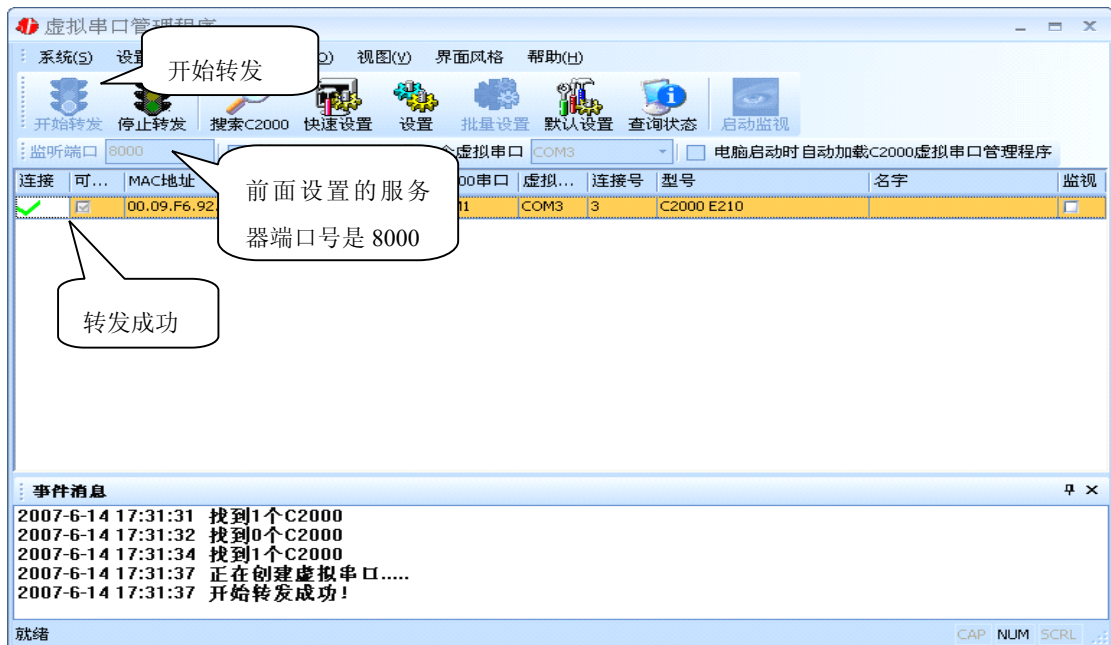 虚拟串口管理程序
系统(S) 设置 O) 视图(V) 界面风格 帮助(H)
开始转发
开始转发 停止转发 搜索C2000 快速设置 设置 批量设置 默认设置 查询状态 启动监视
监听端口 8000 个虚拟串口 COM3 电脑启动时自动加载C2000虚拟串口管理程序
连接 可... MAC地址 00串口 虚拟... 连接号 型号 名字 监视
00.09.F6.92. COM3 3 C2000 E210
前面设置的服务
器端口号是 8000
转发成功
事件消息
2007-6-14 17:31:31 找到1个C2000
2007-6-14 17:31:32 找到0个C2000
2007-6-14 17:31:34 找到1个C2000
2007-6-14 17:31:37 正在创建虚拟串口.....
2007-6-14 17:31:37 开始转发成功!
就绪 CAP NUM SCRL